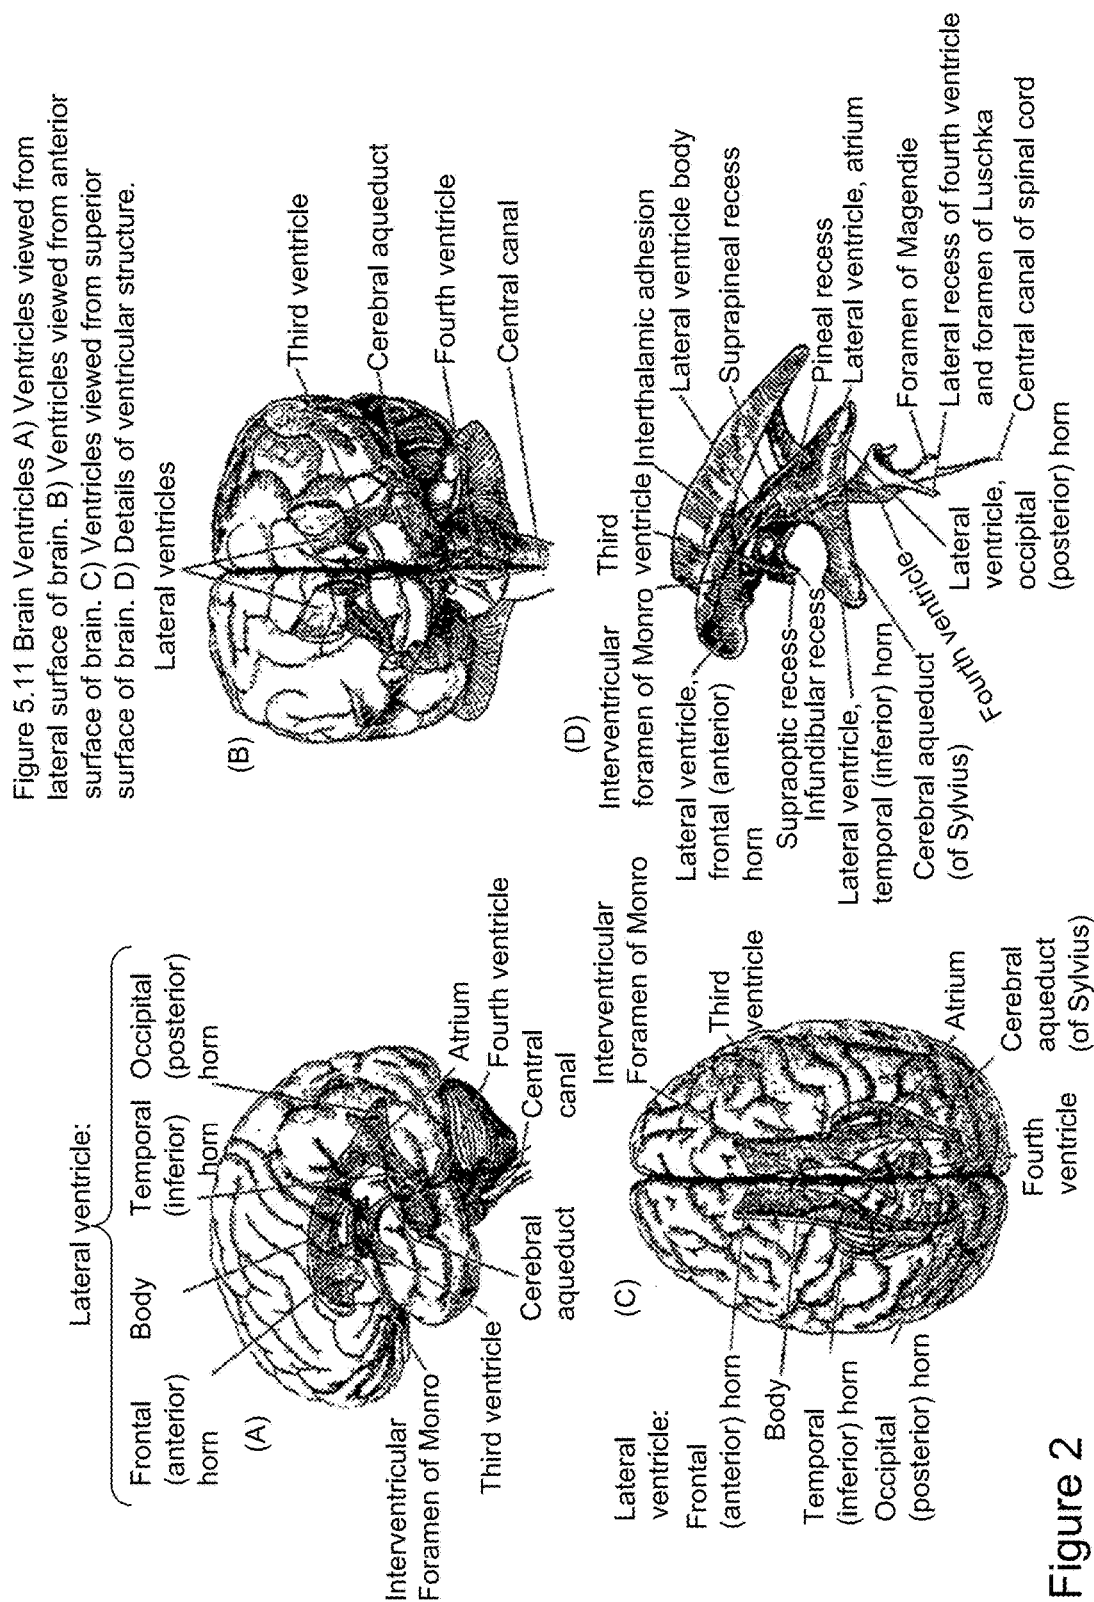 Figure 5.11 Brain Ventricles A) Ventricles viewed from
lateral surface of brain. B) Ventricles viewed from anterior
surface of brain. C) Ventricles viewed from superior
surface of brain. D) Details of ventricular structure.
Lateral ventricle:
Frontal
(anterior)
horn
Body
Temporal
(inferior)
horn
Occipital
(posterior)
horn
(A)
Atrium
Fourth ventricle
Central
canal
Cerebral
aqueduct
Third ventricle
Interventricular
Foramen of Monro
Lateral ventricles
(B)
Third ventricle
Cerebral aqueduct
Fourth ventricle
Central canal
(C)
Interventricular
Foramen of Monro
Third
ventricle
Atrium
Cerebral
aqueduct
(of Sylvius)
Fourth
ventricle
Lateral
ventricle:
Frontal
(anterior) horn
Body
Temporal
(inferior) horn
Occipital
(posterior) horn
(D)
Interventricular
foramen of Monro
Third
ventricle
Interthalamic adhesion
Lateral ventricle body
Suprapineal recess
Pineal recess
Lateral ventricle, atrium
Foramen of Magendie
Lateral recess of fourth ventricle
and foramen of Luschka
Central canal of spinal cord
Lateral
ventricle,
occipital
(posterior) horn
Fourth ventricle
Cerebral aqueduct
(of Sylvius)
Lateral ventricle,
temporal (inferior) horn
Infundibular recess
Supraoptic recess
Lateral ventricle,
frontal (anterior)
horn
Figure 2